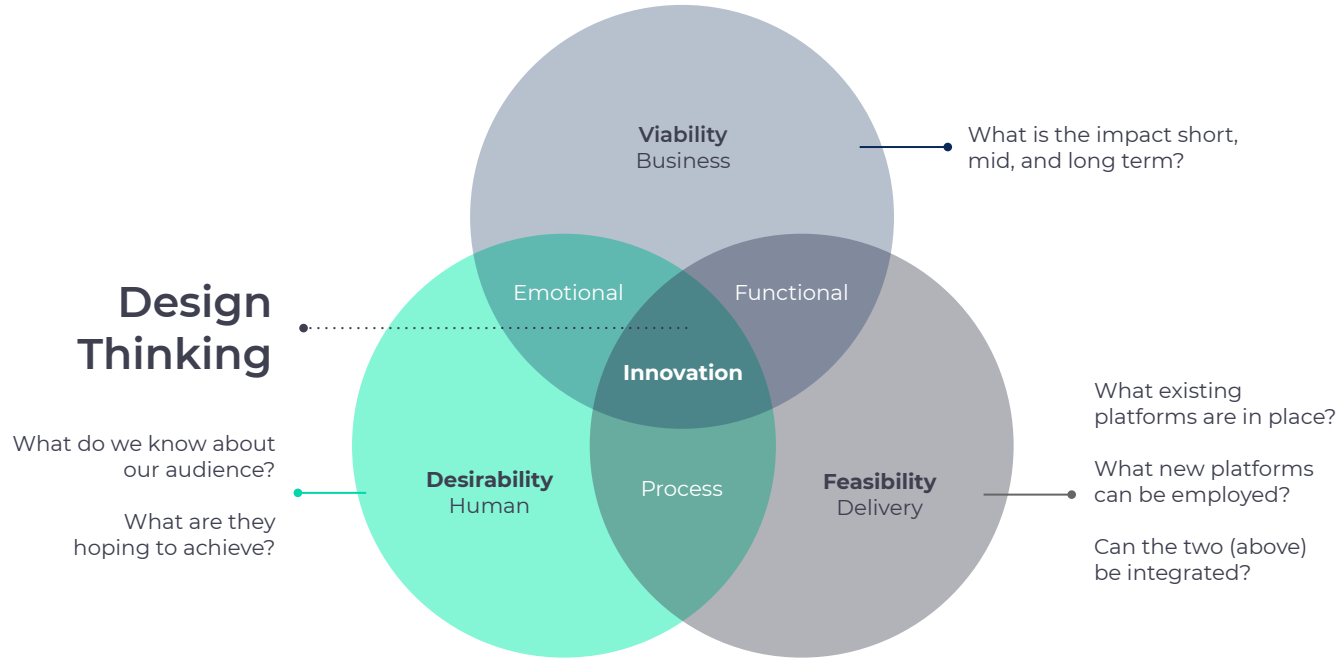 Viability
Business
What is the impact short,
mid, and long term?
Design
Thinking
Emotional
Functional
Innovation
What do we know about
our audience?
What are they
hoping to achieve?
Desirability
Human
Process
Feasibility
Delivery
What existing
platforms are in place?
What new platforms
can be employed?
Can the two (above)
be integrated?